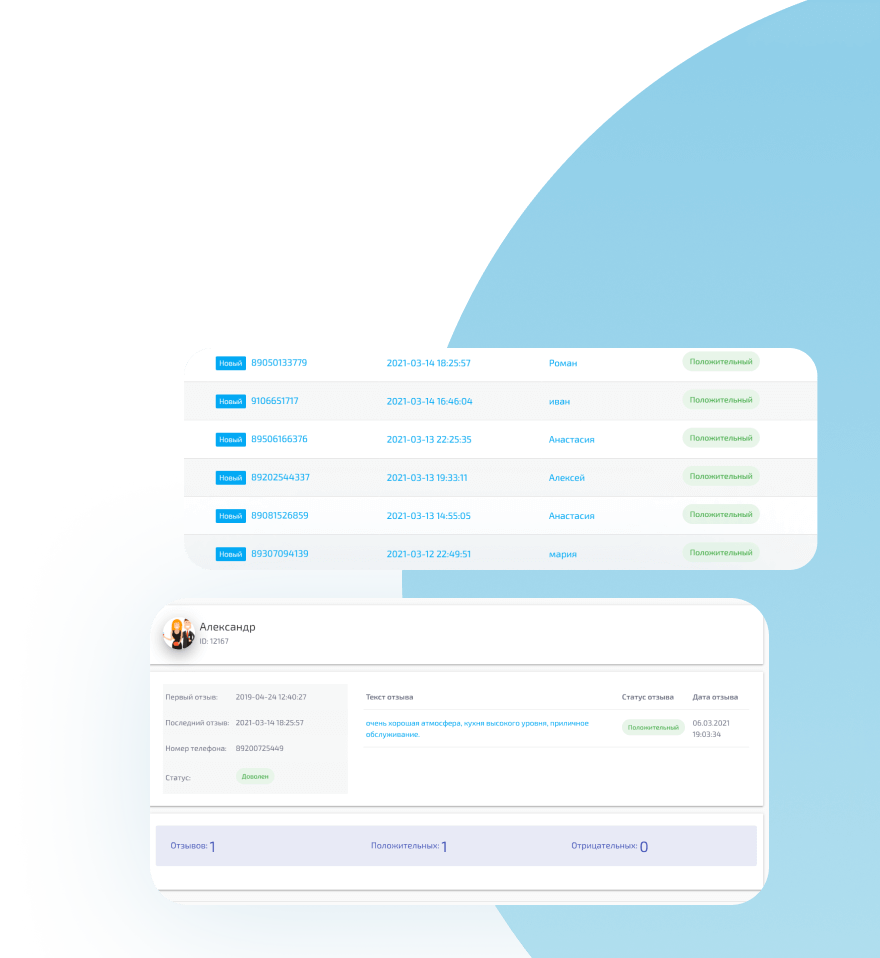 Новый 89050133779 2021-03-14 18:25:57 Роман Положительный
Новый 9106651717 2021-03-14 16:46:04 иван Положительный
Новый 89506166376 2021-03-13 22:25:35 Анастасия Положительный
Новый 89202544337 2021-03-13 19:33:11 Алексей Положительный
Новый 89081526859 2021-03-13 14:55:05 Анастасия Положительный
Новый 89307094139 2021-03-12 22:49:51 мария Положительный
Александр
ID: 12167
Первый отзыв: 2019-04-24 12:40:27
Последний отзыв: 2021-03-14 18:25:57
Номер телефона: 89200725449
Статус: Доволен
Текст отзыва Статус отзыва Дата отзыва
очень хорошая атмосфера, кухня высокого уровня, приличное
обслуживание.
Положительный
06.03.2021
19:03:34
Отзывов: 1 Положительных: 1 Отрицательных: 0